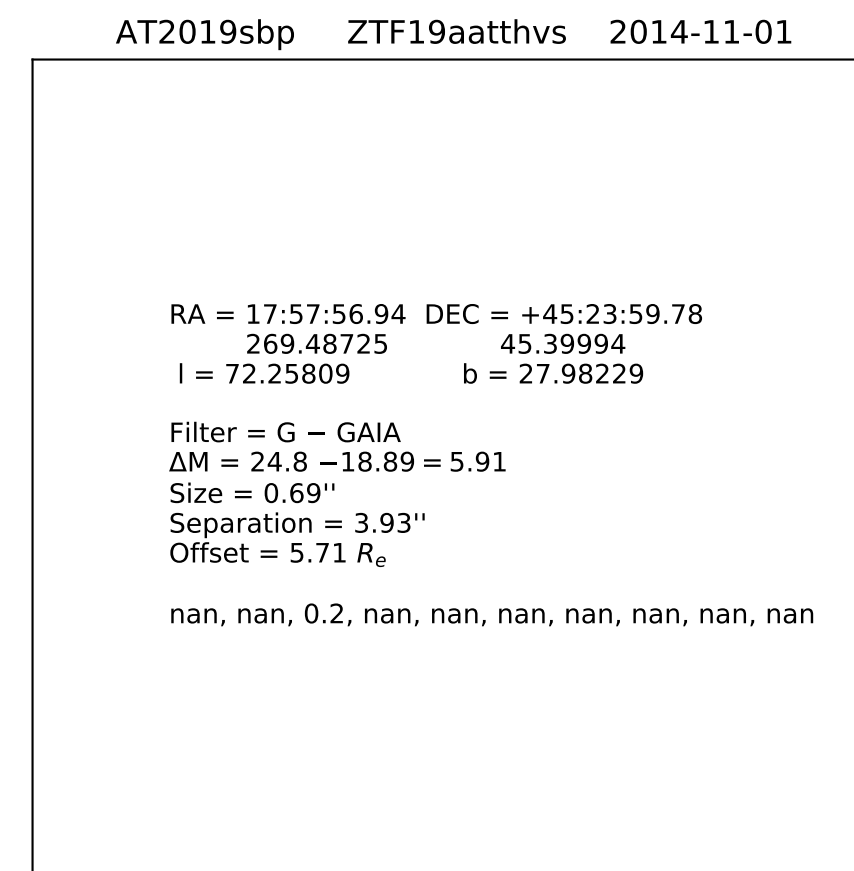 AT2019sbp ZTF19aatthvs 2014-11-01
RA = 17:57:56.94 DEC = +45:23:59.78
269.48725 45.39994
l = 72.25809 b = 27.98229
Filter = G − GAIA
ΔM = 24.8 −18.89 = 5.91
Size = 0.69''
Separation = 3.93''
Offset = 5.71 Rₑ
nan, nan, 0.2, nan, nan, nan, nan, nan, nan, nan